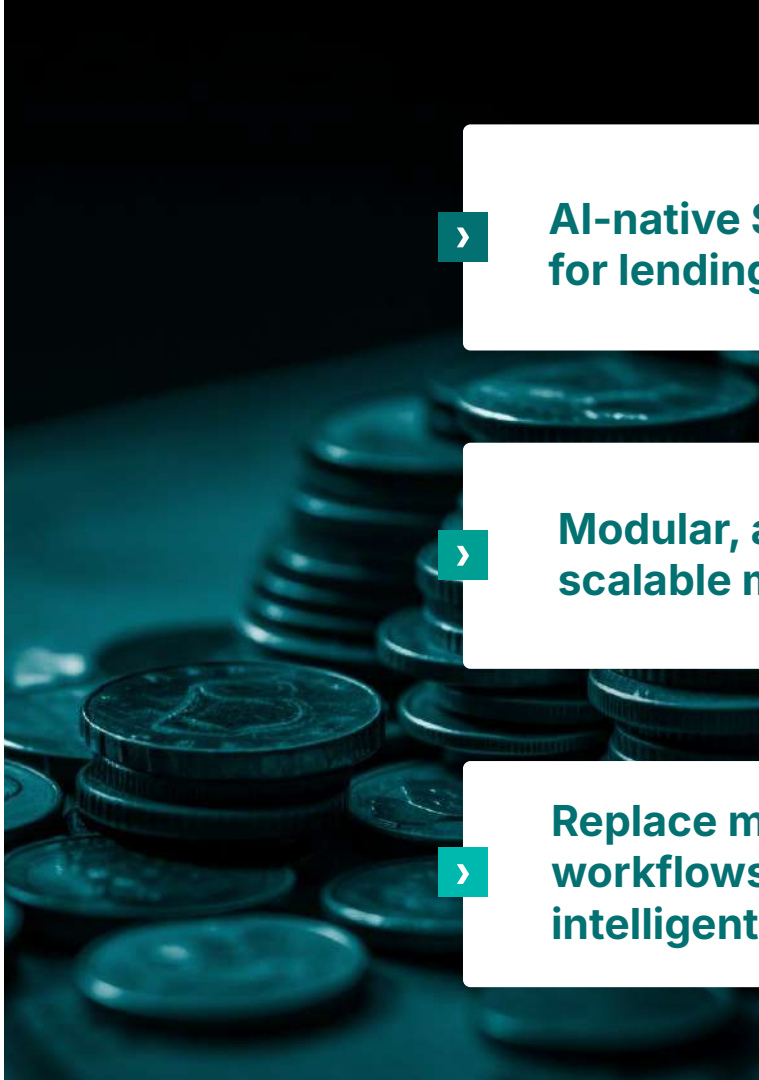 AI-native
for lending
Modular,
scalable
Replace
workflows
intelligent